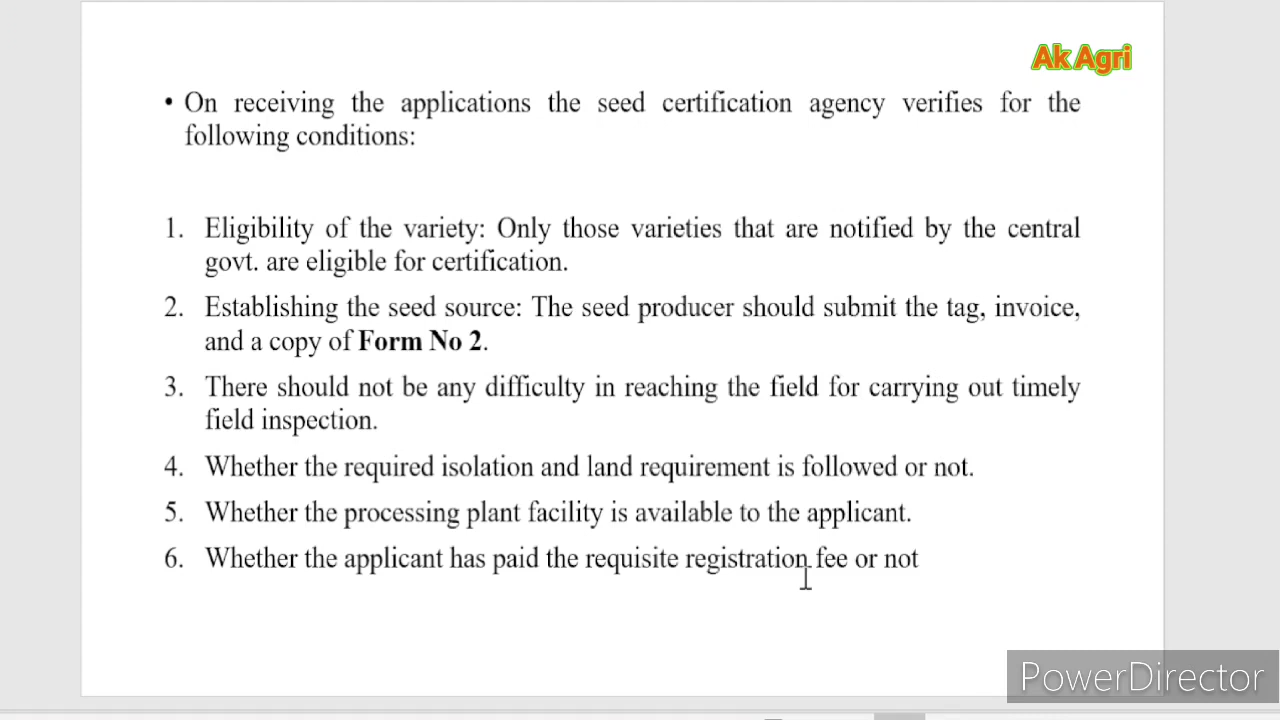 Ak Agri
• On receiving the applications the seed certification agency verifies for the
following conditions:
1. Eligibility of the variety: Only those varieties that are notified by the central
govt. are eligible for certification.
2. Establishing the seed source: The seed producer should submit the tag, invoice,
and a copy of Form No 2.
3. There should not be any difficulty in reaching the field for carrying out timely
field inspection.
4. Whether the required isolation and land requirement is followed or not.
5. Whether the processing plant facility is available to the applicant.
6. Whether the applicant has paid the requisite registration fee or not
PowerDirector